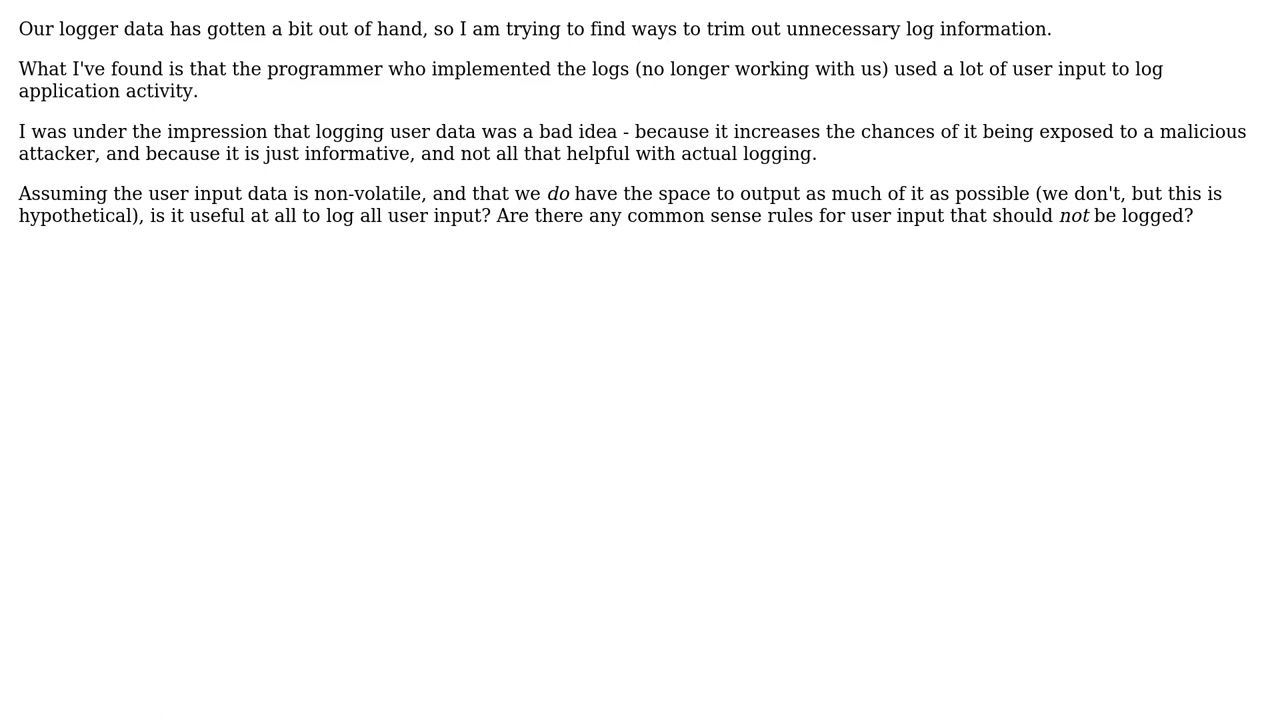 Our logger data has gotten a bit out of hand, so I am trying to find ways to trim out unnecessary log information.
What I've found is that the programmer who implemented the logs (no longer working with us) used a lot of user input to log
application activity.
I was under the impression that logging user data was a bad idea - because it increases the chances of it being exposed to a malicious
attacker, and because it is just informative, and not all that helpful with actual logging.
Assuming the user input data is non-volatile, and that we do have the space to output as much of it as possible (we don't, but this is
hypothetical), is it useful at all to log all user input? Are there any common sense rules for user input that should not be logged?